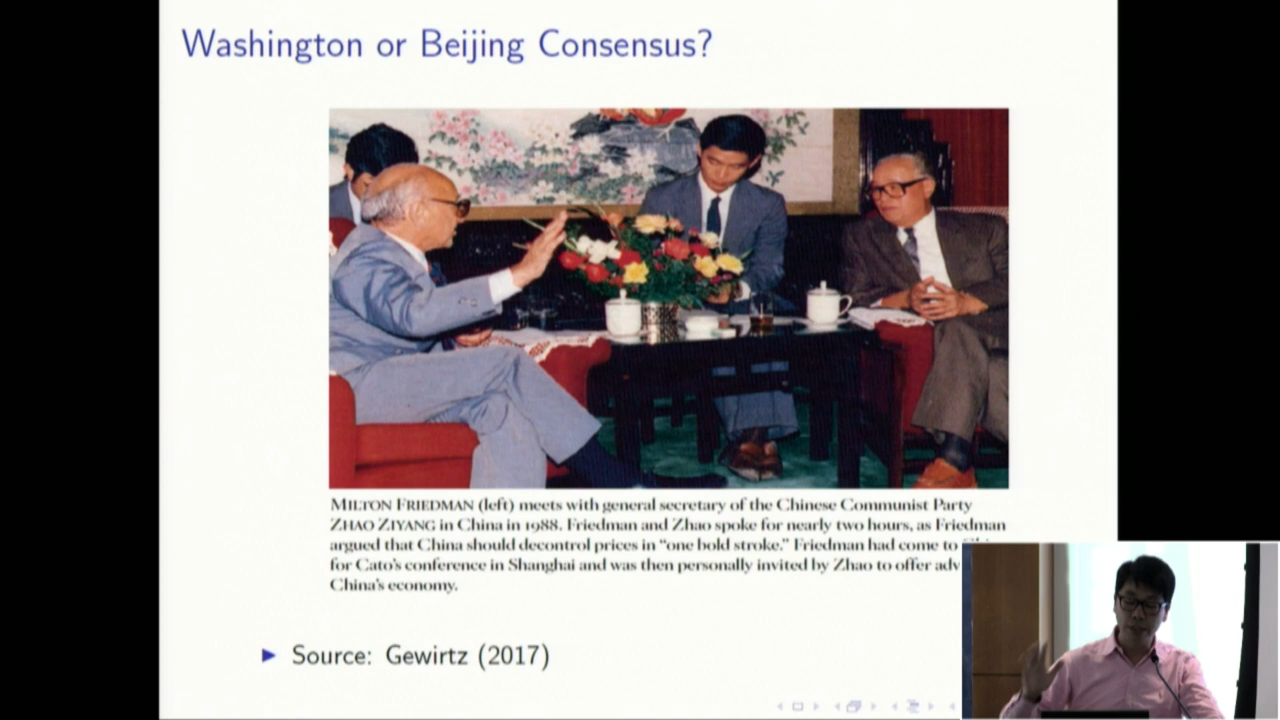 Washington or Beijing Consensus?
MILTON FRIEDMAN (left) meets with general secretary of the Chinese Communist Party
ZHAO ZIYANG in China in 1988. Friedman and Zhao spoke for nearly two hours, as Friedman
argued that China should decontrol prices in “one bold stroke.” Friedman had come to
for Cato’s conference in Shanghai and was then personally invited by Zhao to offer adv
China’s economy.
Source: Gewirtz (2017)